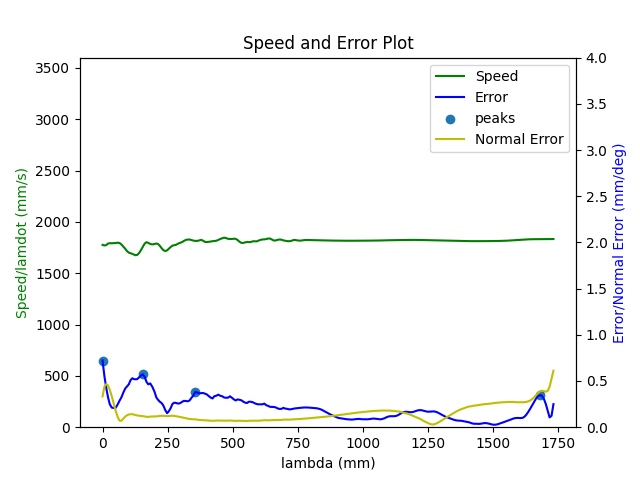 Speed and Error Plot
Speed
Error
peaks
Normal Error
Speed/lamdot (mm/s)
3500
3000
2500
2000
1500
1000
500
0
4.0
3.5
3.0
2.5
2.0
1.5
1.0
0.5
0.0
Error/Normal Error (mm/deg)
0 250 500 750 1000 1250 1500 1750
lambda (mm)